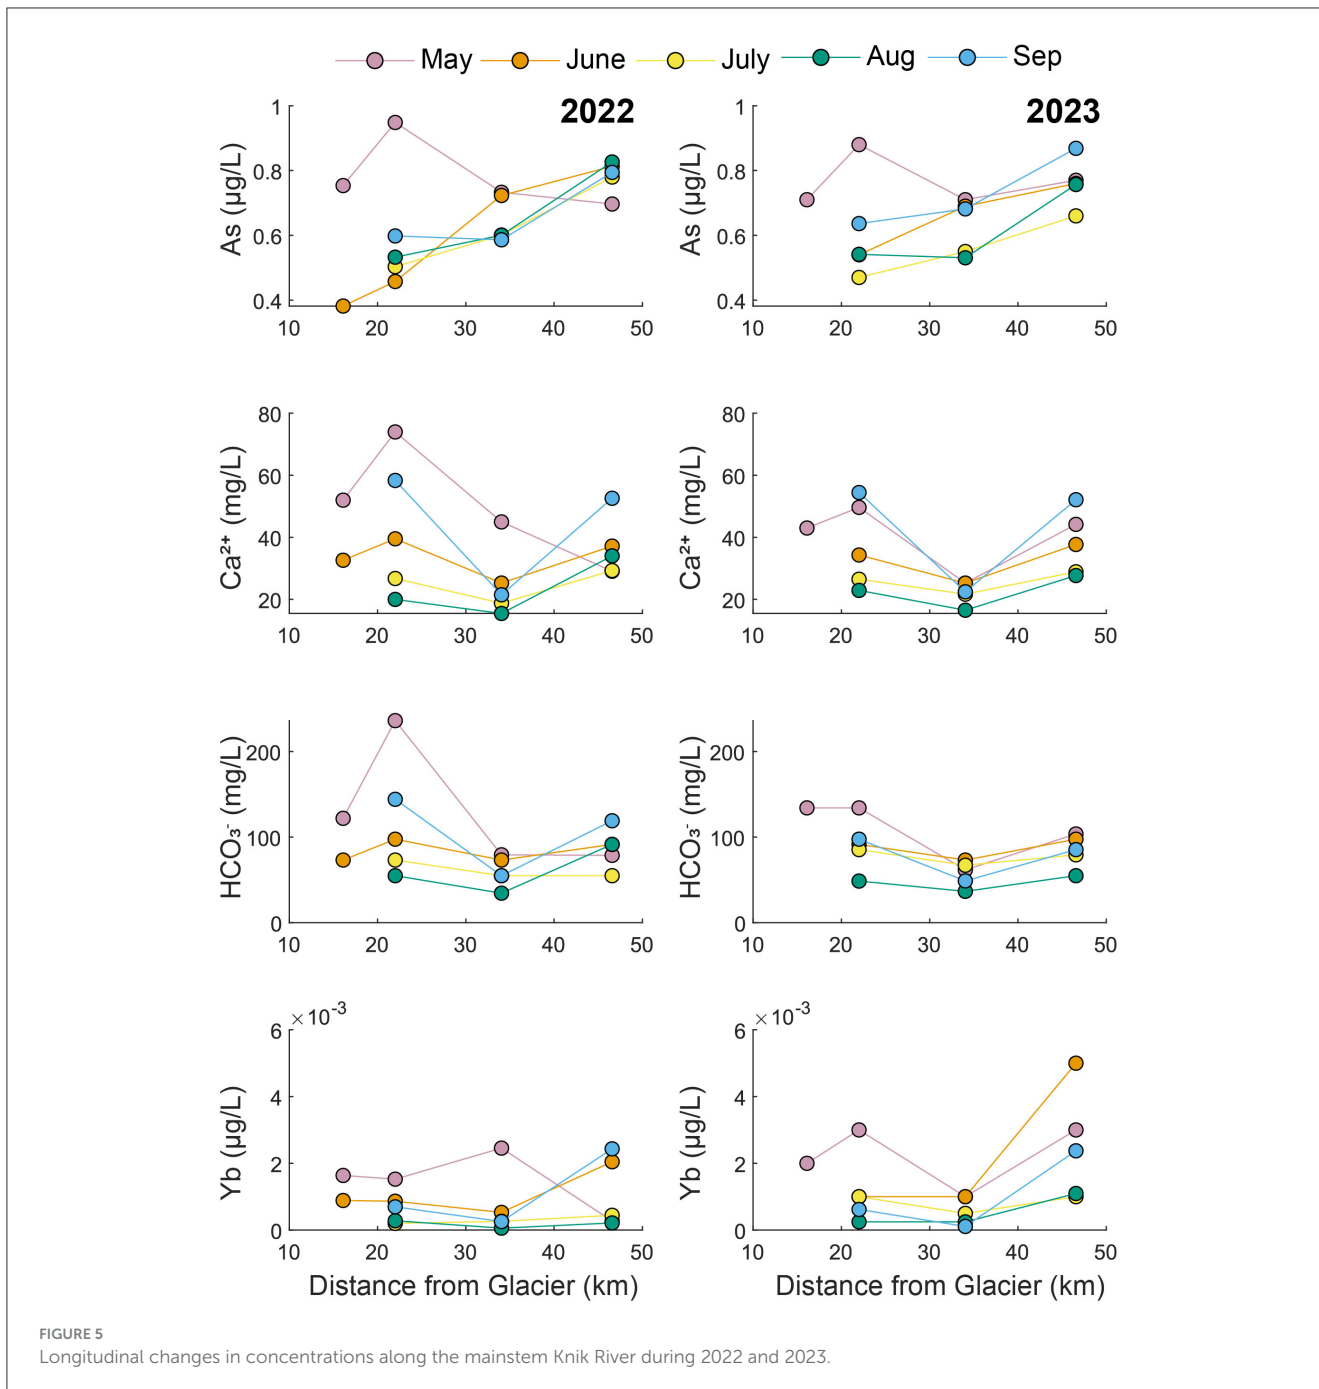 May June July Aug Sep
2022 2023
1 1
0.8 0.8
0.6 0.6
0.4 0.4
As (µg/L) As (µg/L)
10 20 30 40 50 10 20 30 40 50
80 80
60 60
40 40
20 20
Ca²⁺ (mg/L) Ca²⁺ (mg/L)
10 20 30 40 50 10 20 30 40 50
200 200
100 100
0 0
HCO₃⁻ (mg/L) HCO₃⁻ (mg/L)
10 20 30 40 50 10 20 30 40 50
×10⁻³ ×10⁻³
6 6
4 4
2 2
0 0
Yb (µg/L) Yb (µg/L)
10 20 30 40 50 10 20 30 40 50
Distance from Glacier (km) Distance from Glacier (km)
FIGURE 5
Longitudinal changes in concentrations along the mainstem Knik River during 2022 and 2023.